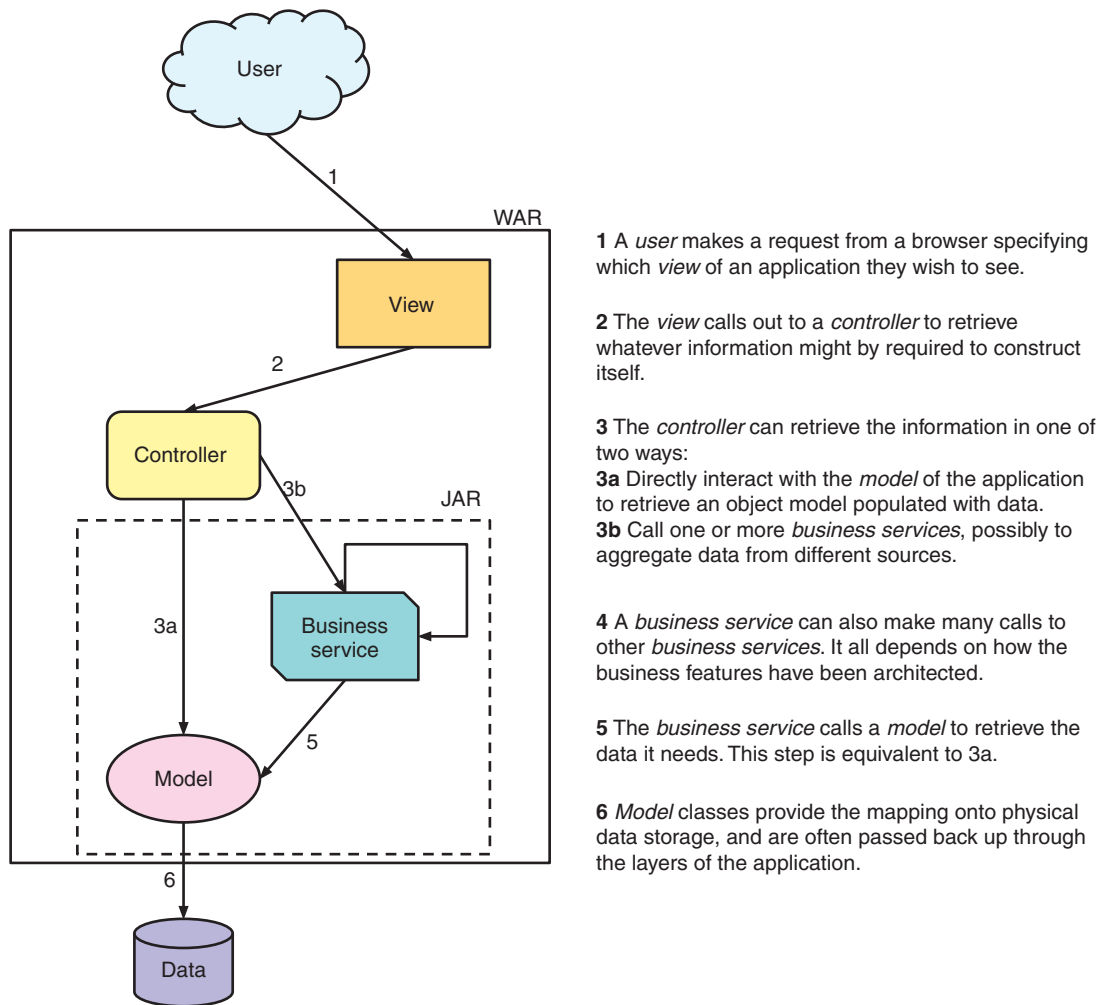 User
1
WAR
View
2
Controller
3b
JAR
3a
Business
service
5
Model
6
Data
1 A user makes a request from a browser specifying
which view of an application they wish to see.
2 The view calls out to a controller to retrieve
whatever information might by required to construct
itself.
3 The controller can retrieve the information in one of
two ways:
3a Directly interact with the model of the application
to retrieve an object model populated with data.
3b Call one or more business services, possibly to
aggregate data from different sources.
4 A business service can also make many calls to
other business services. It all depends on how the
business features have been architected.
5 The business service calls a model to retrieve the
data it needs. This step is equivalent to 3a.
6 Model classes provide the mapping onto physical
data storage, and are often passed back up through
the layers of the application.